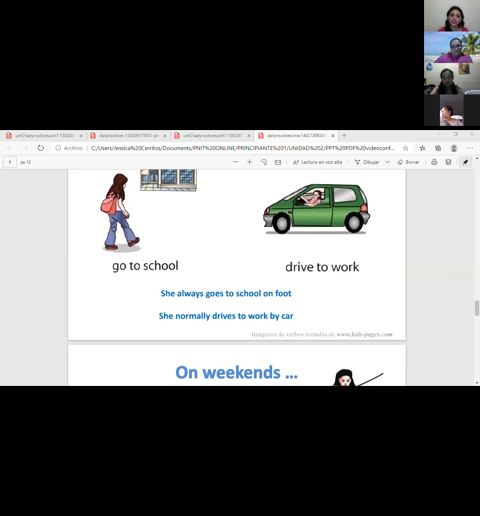 Archivo
C:/Users/Jessica%20Cerritos/Documents/PNIT%20ONLINE/PRINCIPIANTE%201/UNIDAD%202/PPT%20PDF%20videoconf...
de 13
Lectura en voz alta
Dibujar
Borrar
go to school
drive to work
She always goes to school on foot
She normally drives to work by car
Imagenes de verbos tomadas de www.kids-pages.com
On weekends ...